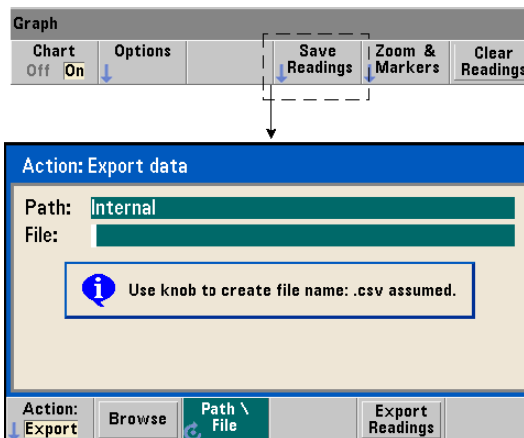 Graph
Chart
Off On
Options
Save
Readings
Zoom &
Markers
Clear
Readings
Action: Export data
Path: Internal
File:
Use knob to create file name: .csv assumed.
Action:
Export
Browse
Path \
File
Export
Readings